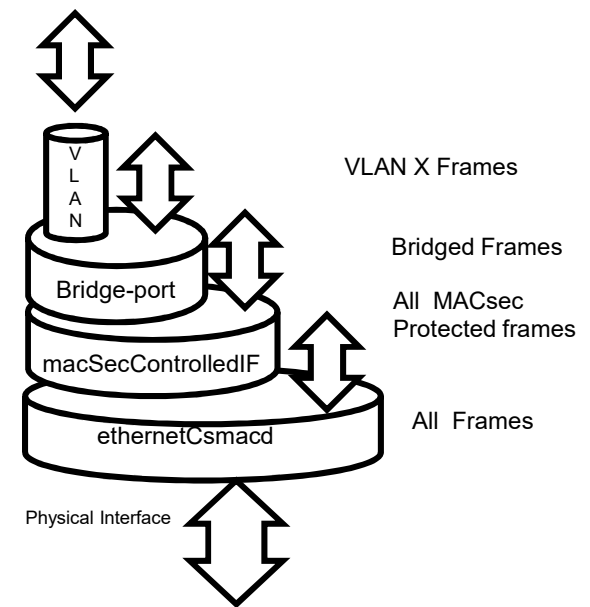 V
L
A
N
VLAN X Frames
Bridged Frames
Bridge-port
All MACsec
Protected frames
macSecControlledIF
All Frames
ethernetCsmacd
Physical Interface